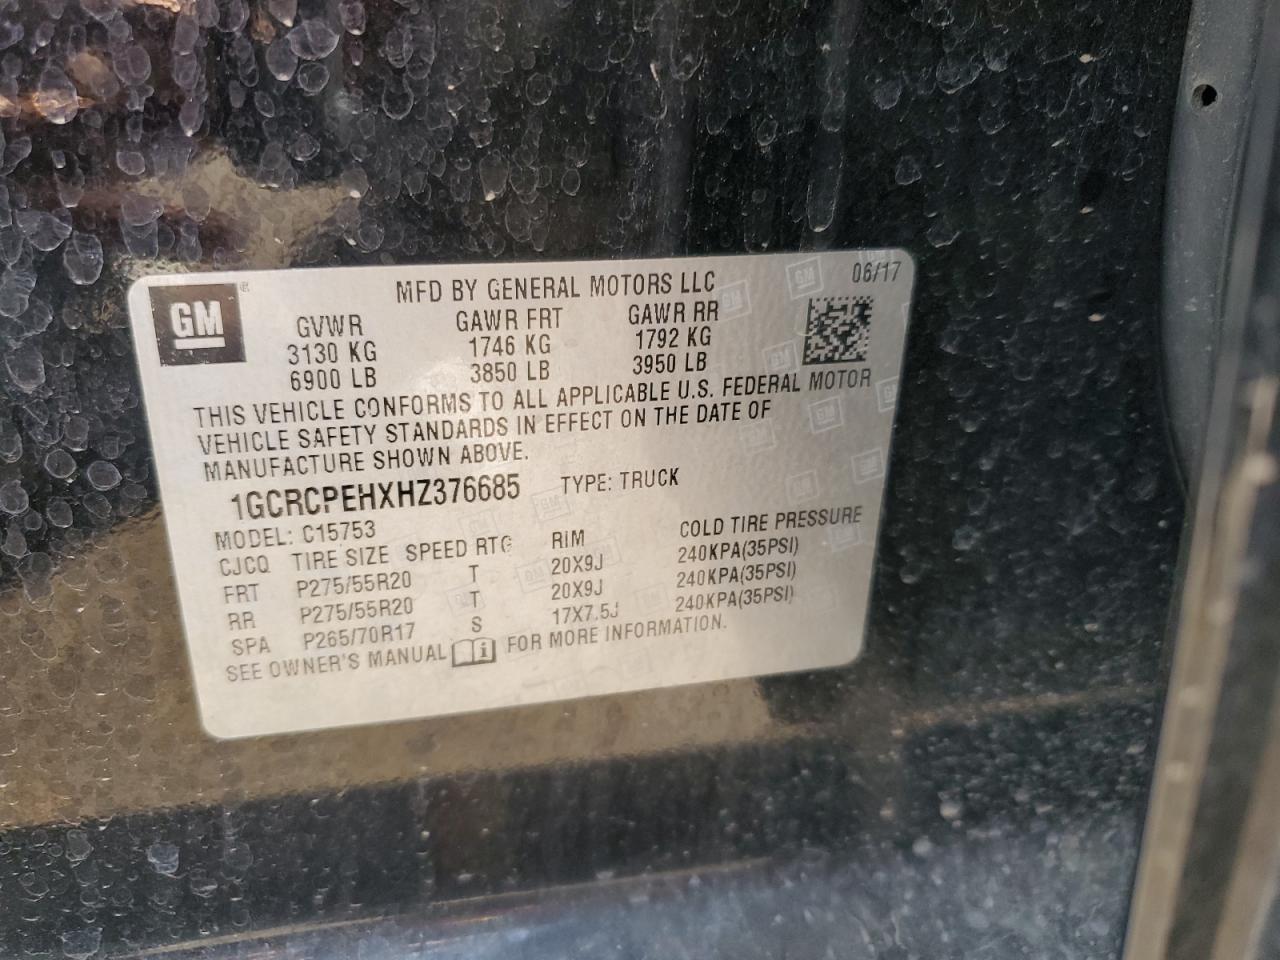 GM
MFD BY GENERAL MOTORS LLC
06/17
GVWR GAWR FRT GAWR RR
3130 KG 1746 KG 1792 KG
6900 LB 3850 LB 3950 LB
THIS VEHICLE CONFORMS TO ALL APPLICABLE U.S. FEDERAL MOTOR
VEHICLE SAFETY STANDARDS IN EFFECT ON THE DATE OF
MANUFACTURE SHOWN ABOVE.
1GCRCPEHXHZ376685 TYPE: TRUCK
MODEL: C15753
CJCQ TIRE SIZE SPEED RTG RIM COLD TIRE PRESSURE
FRT P275/55R20 T 20X9J 240KPA(35PSI)
RR P275/55R20 T 20X9J 240KPA(35PSI)
SPA P265/70R17 S 17X7.5J 240KPA(35PSI)
SEE OWNER'S MANUAL FOR MORE INFORMATION.